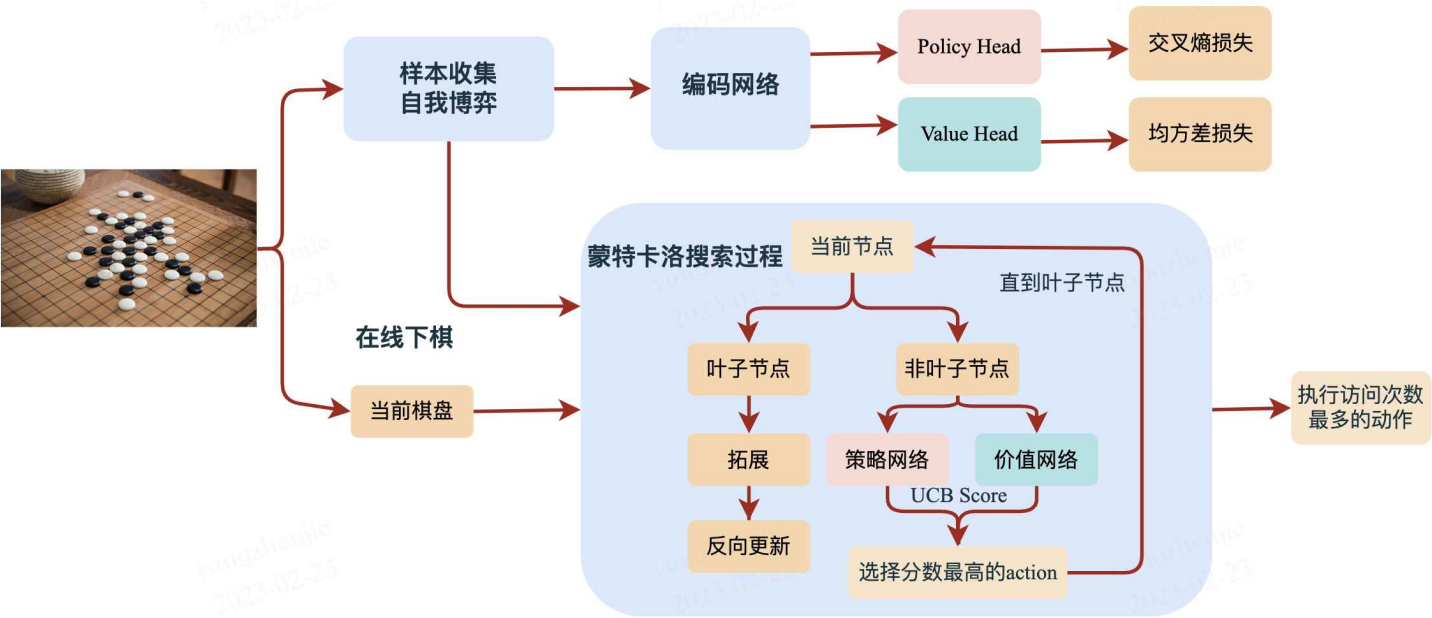 样本收集
自我博弈
编码网络
Policy Head
交叉熵损失
Value Head
均方差损失
蒙特卡洛搜索过程
当前节点
直到叶子节点
在线下棋
当前棋盘
叶子节点
非叶子节点
拓展
策略网络
价值网络
UCB Score
反向更新
选择分数最高的action
执行访问次数
最多的动作
yangzhenjie
2023-02-23